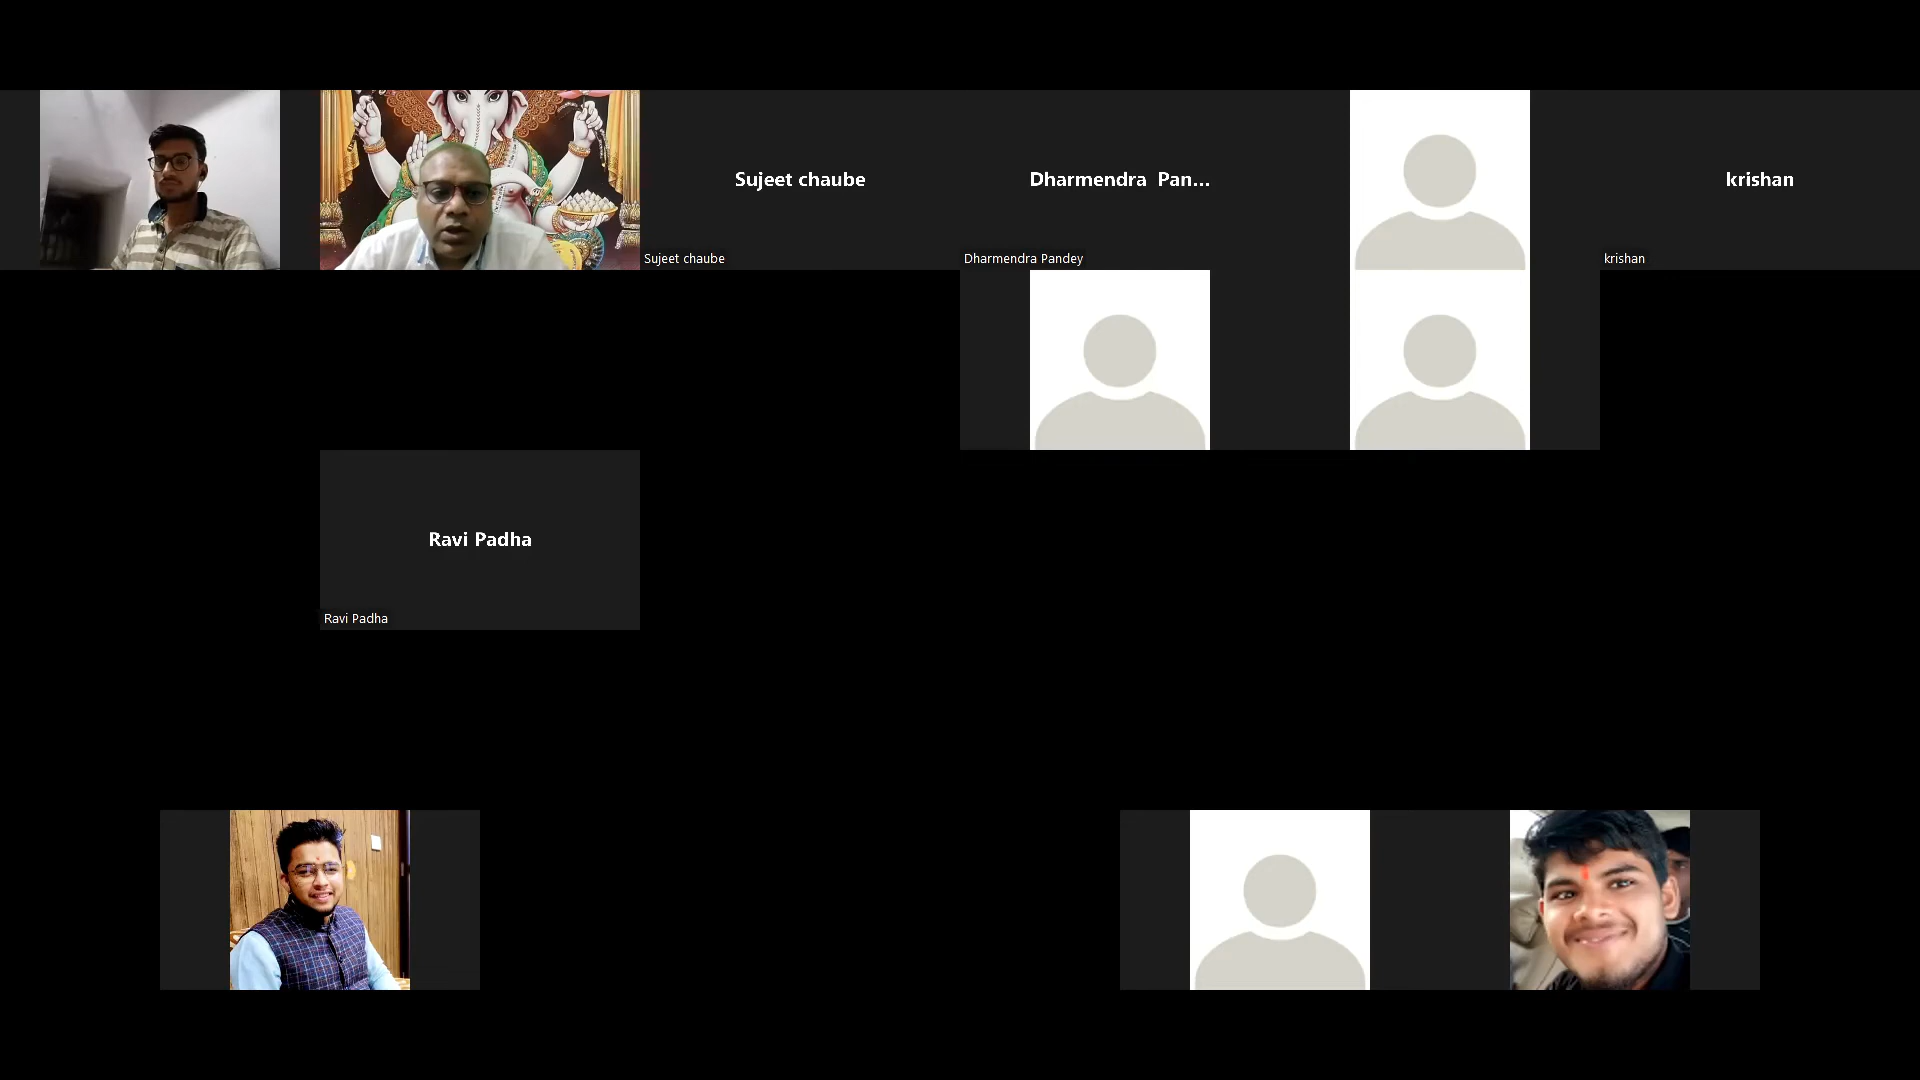 Sujeet chaube
Dharmendra  Pan...
krishan
Sujeet chaube
Dharmendra Pandey
krishan
Ravi Padha
Ravi Padha